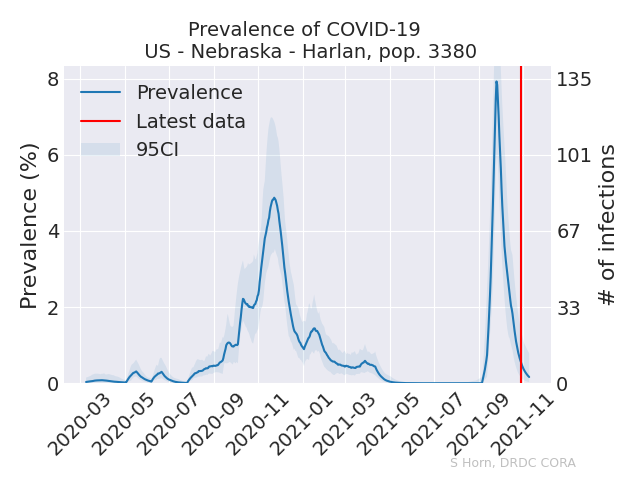 Prevalence of COVID-19
US - Nebraska - Harlan, pop. 3380
Prevalence
Latest data
95CI
Prevalence (%)
8
6
4
2
0
135
101
67
33
0
# of infections
2020-03
2020-05
2020-07
2020-09
2020-11
2021-01
2021-03
2021-05
2021-07
2021-09
2021-11
S Horn, DRDC CORA